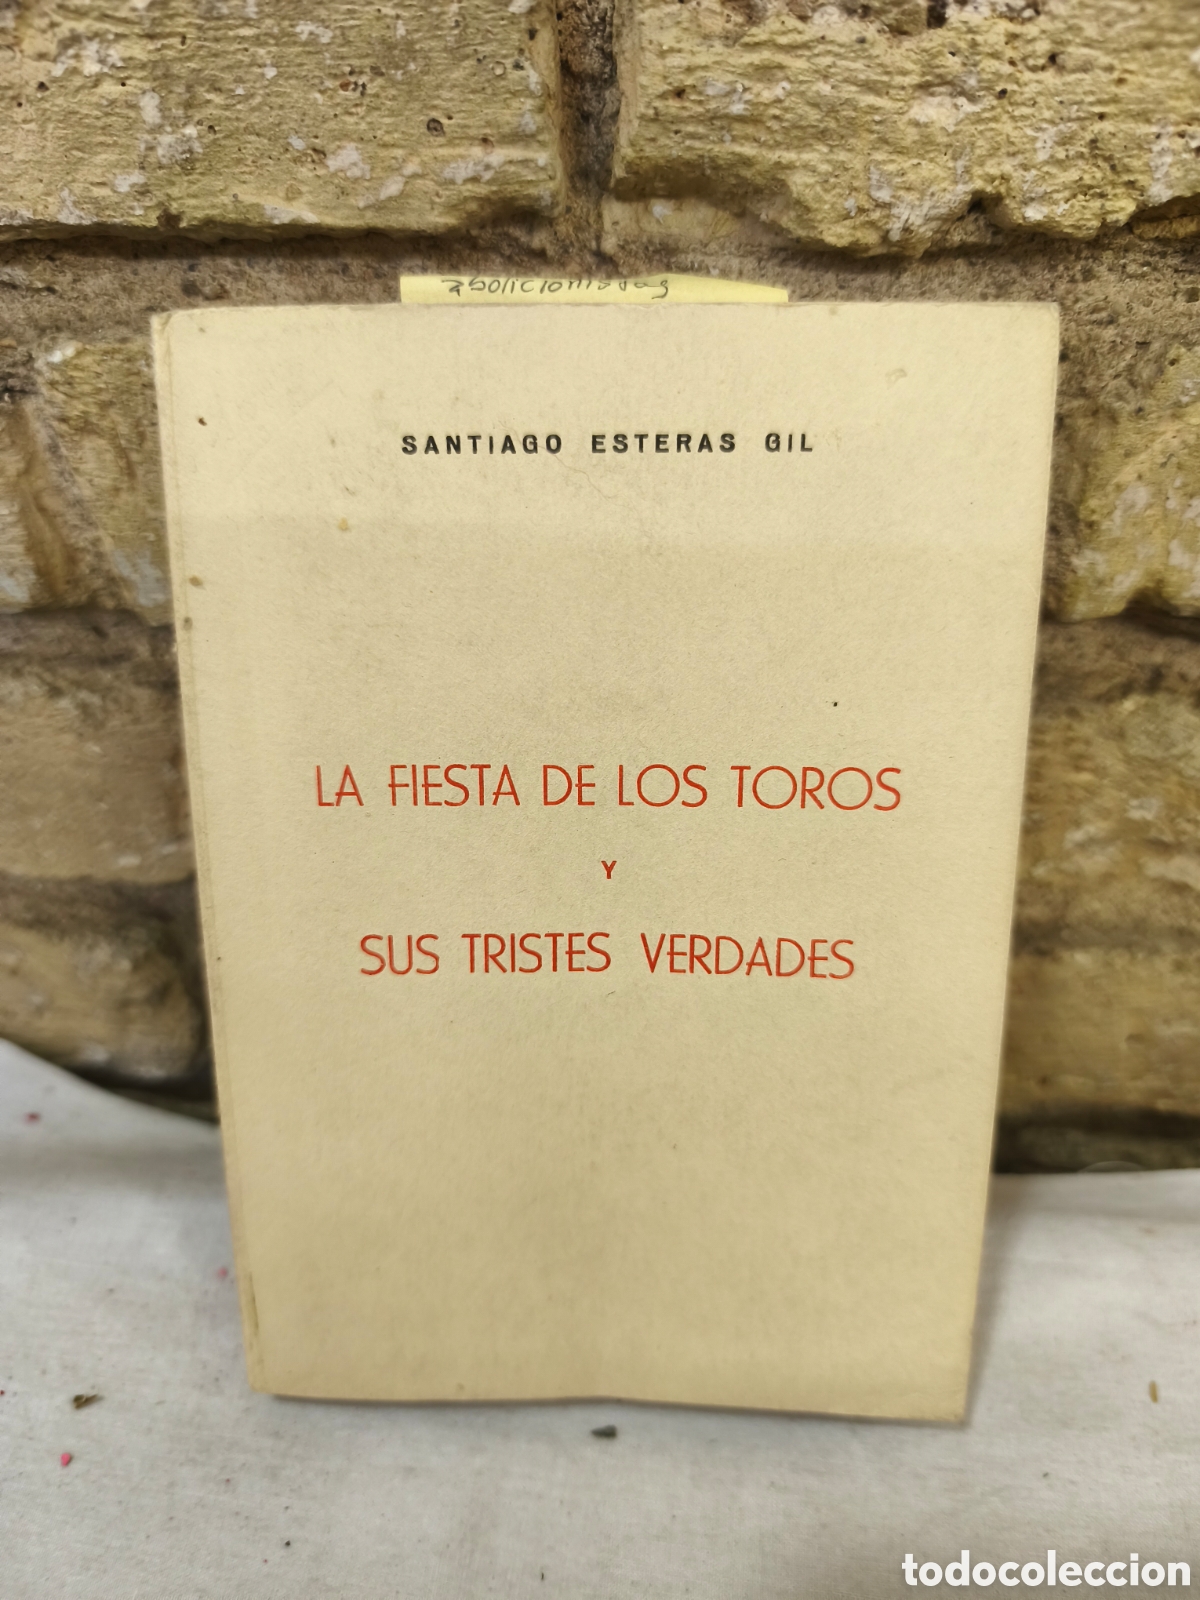 abolicionistas
SANTIAGO ESTERAS GIL
LA FIESTA DE LOS TOROS
Y
SUS TRISTES VERDADES
todocoleccion